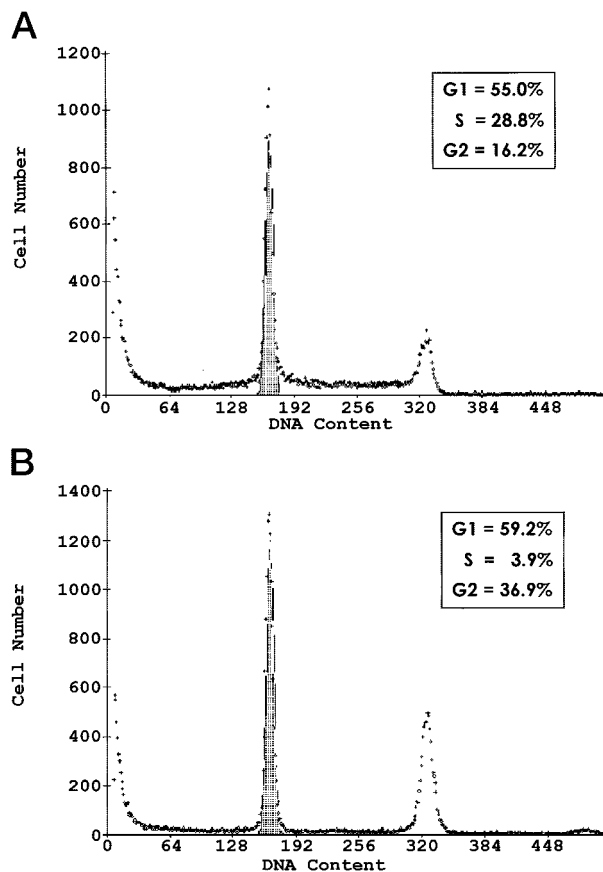 A
1200
1000
800
600
400
200
0
Cell Number
G1 = 55.0%
S = 28.8%
G2 = 16.2%
0 64 128 192 256 320 384 448
DNA Content
B
1400
1200
1000
800
600
400
200
0
Cell Number
G1 = 59.2%
S = 3.9%
G2 = 36.9%
0 64 128 192 256 320 384 448
DNA Content